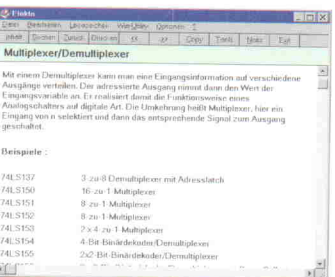 Datei Bearbeiten Lesezeichen Optionen ?
Inhalt Suchen Zurück Drucken << >> Copy Tools Notiz Exit
Multiplexer/Demultiplexer
Mit einem Demultiplexer kann man eine Eingangsinformation auf verschiedene
Ausgänge verteilen. Der adressierte Ausgang nimmt dann den Wert der
Eingangsvariable an. Er realisiert damit die Funktionsweise eines
Analogschalters auf digitale Art. Die Umkehrung heißt Multiplexer, hier ein
Eingang von n selektiert und dann das entsprechende Signal zum Ausgang
geschaltet.
Beispiele :
74LS137 3-zu-8 Demultiplexer mit Adresslatch
74LS150 16-zu-1-Multiplexer
74LS151 8-zu-1-Multiplexer
74LS152 8-zu-1-Multiplexer
74LS153 2 x 4-zu-1-Multiplexer
74LS154 4-Bit-Binärdekoder/Demultiplexer
74LS155 2x2-Bit-Binärdekoder/Demultiplexer